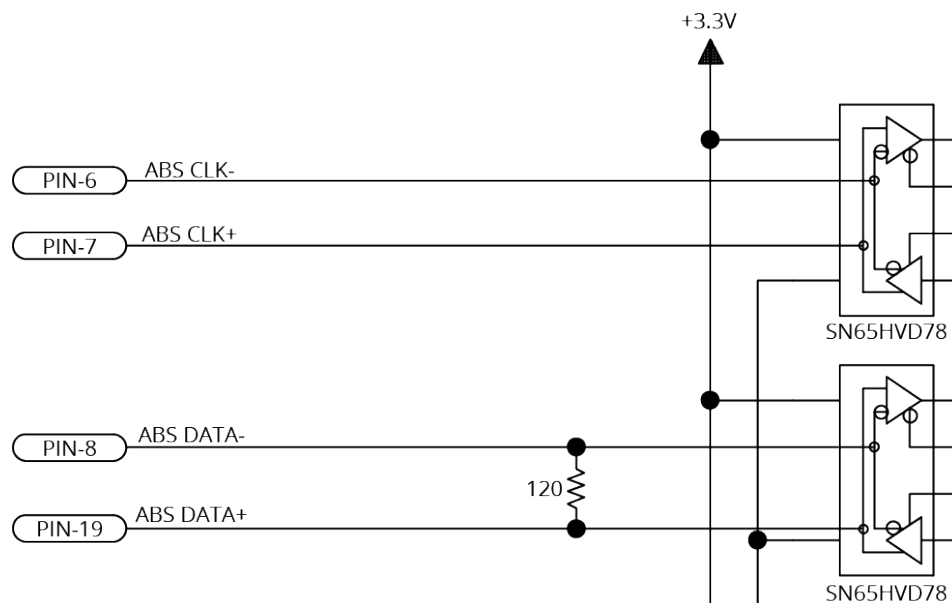 +3.3V
PIN-6
ABS CLK-
PIN-7
ABS CLK+
SN65HVD78
PIN-8
ABS DATA-
120
PIN-19
ABS DATA+
SN65HVD78